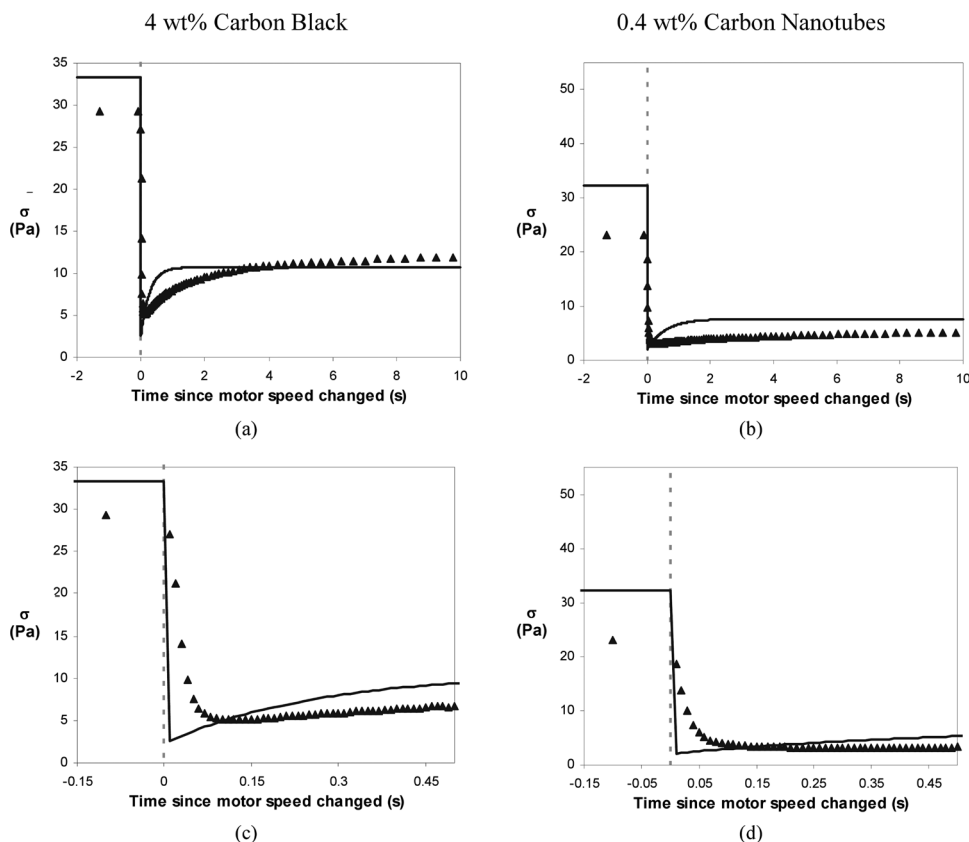 4 wt% Carbon Black
0.4 wt% Carbon Nanotubes
35
30
25
20
15
10
5
0
σ
(Pa)
-2 0 2 4 6 8 10
Time since motor speed changed (s)
(a)
50
40
30
20
10
0
σ
(Pa)
-2 0 2 4 6 8 10
Time since motor speed changed (s)
(b)
35
30
25
20
15
10
5
0
σ
(Pa)
-0.15 0 0.15 0.3 0.45
Time since motor speed changed (s)
(c)
50
40
30
20
10
0
σ
(Pa)
-0.15 -0.05 0.05 0.15 0.25 0.35 0.45
Time since motor speed changed (s)
(d)